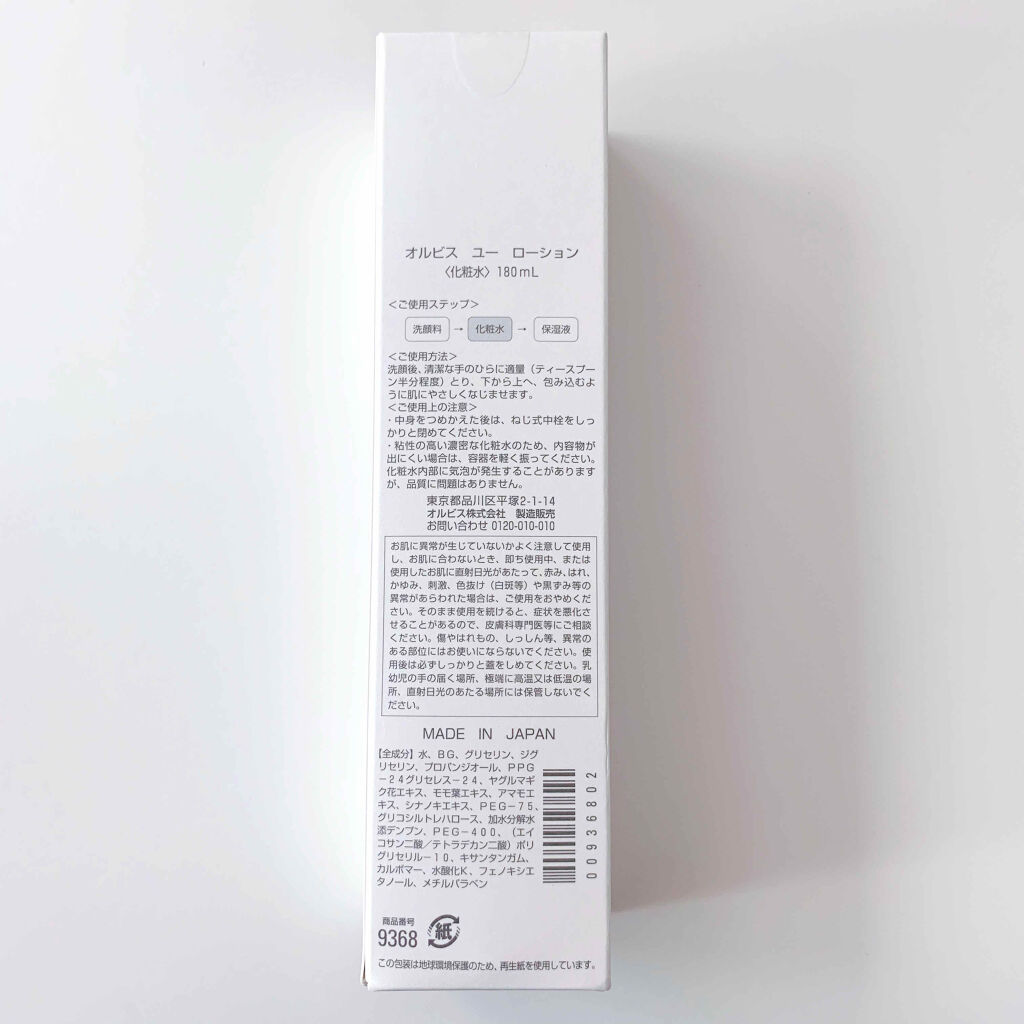 オルビス ユー ローション
〈化粧水〉180mL
＜ご使用ステップ＞
洗顔料 → 化粧水 → 保湿液
＜ご使用方法＞
洗顔後、清潔な手のひらに適量（ティースプー
ン半分程度）とり、下から上へ、包み込むよ
うに肌にやさしくなじませます。
＜ご使用上の注意＞
・中身をつめかえた後は、ねじ式中栓をしっ
かりと閉めてください。
・粘性の高い濃密な化粧水のため、内容物が
出にくい場合は、容器を軽く振ってください。
化粧水内部に気泡が発生することがあります
が、品質に問題はありません。
東京都品川区平塚2-1-14
オルビス株式会社 製造販売
お問い合わせ 0120-010-010
お肌に異常が生じていないかよく注意して使用
し、お肌に合わないとき、即ち使用中、または
使用したお肌に直射日光があたって、赤み、はれ、
かゆみ、刺激、色抜け（白斑等）や黒ずみ等の
異常があらわれた場合は、ご使用をおやめくだ
さい。そのまま使用を続けると、症状を悪化さ
せることがあるので、皮膚科専門医等にご相談
ください。傷やはれもの、しっしん等、異常の
ある部位にはお使いにならないでください。使
用後は必ずしっかりと蓋をしめてください。乳
幼児の手の届く場所、極端に高温又は低温の場
所、直射日光のあたる場所には保管しないでく
ださい。
MADE IN JAPAN
【全成分】水、BG、グリセリン、ジグ
リセリン、プロパンジオール、PPG
－24グリセレス－24、ヤグルマギ
ク花エキス、モモ葉エキス、アマモエ
キス、シナノキエキス、PEG－75、
グリコシルトレハロース、加水分解水
添デンプン、PEG－400、（エイ
コサン二酸／テトラデカン二酸）ポリ
グリセリル－10、キサンタンガム、
カルボマー、水酸化K、フェノキシエ
タノール、メチルパラベン
00936802
商品番号
9368
紙
この包装は地球環境保護のため、再生紙を使用しています。